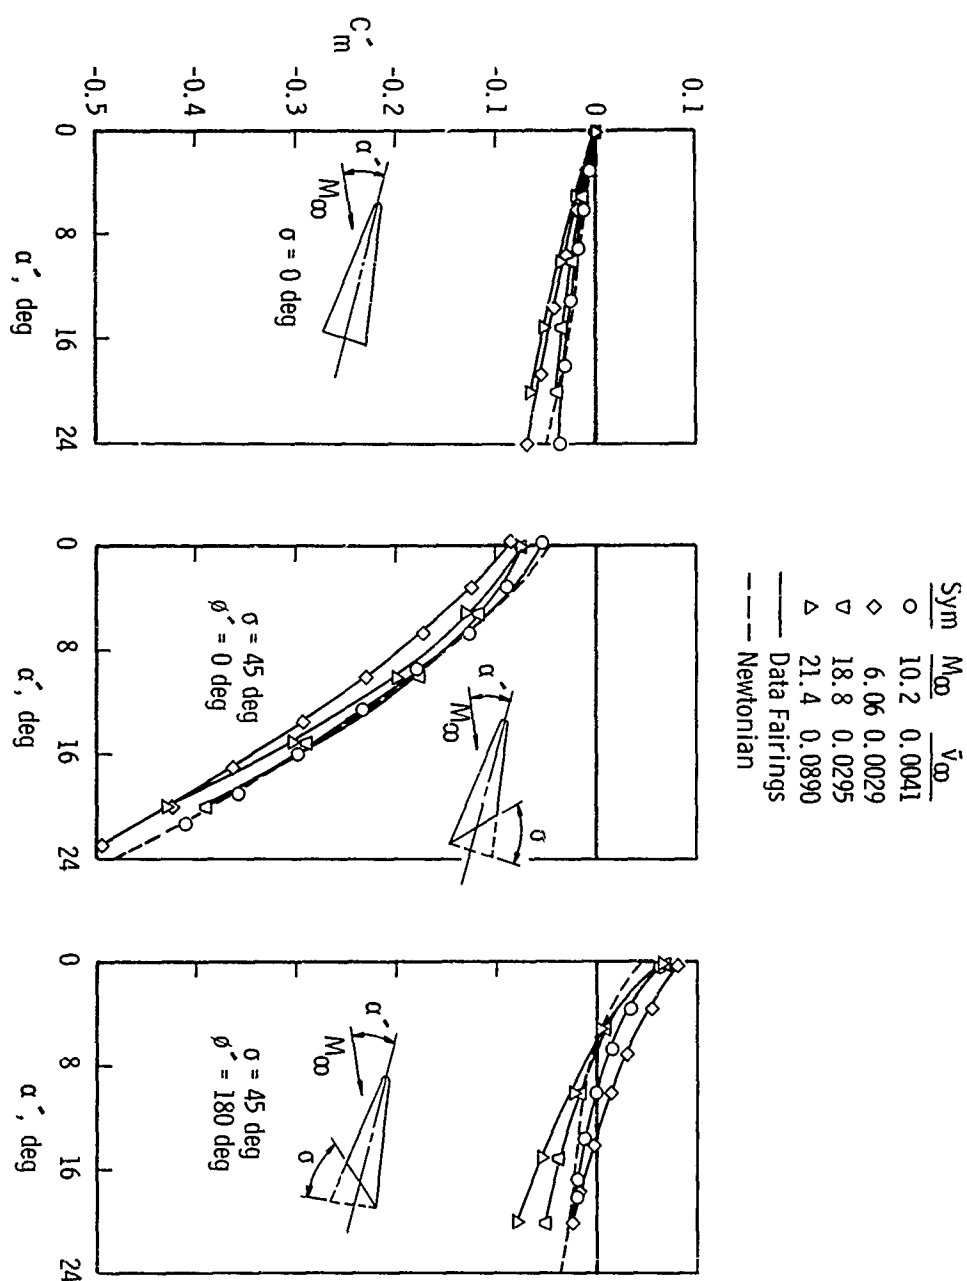 Sym M∞ v̄∞
○ 10.2 0.0041
◇ 6.06 0.0029
▽ 18.8 0.0295
△ 21.4 0.0890
Data Fairings
Newtonian
C´m
0.1
0
-0.1
-0.2
-0.3
-0.4
-0.5
α´
M∞
σ = 0 deg
0 8 16 24
α´, deg
α´
M∞
σ
σ = 45 deg
ø´ = 0 deg
0 8 16 24
α´, deg
α´
M∞
σ
σ = 45 deg
ø´ = 180 deg
0 8 16 24
α´, deg